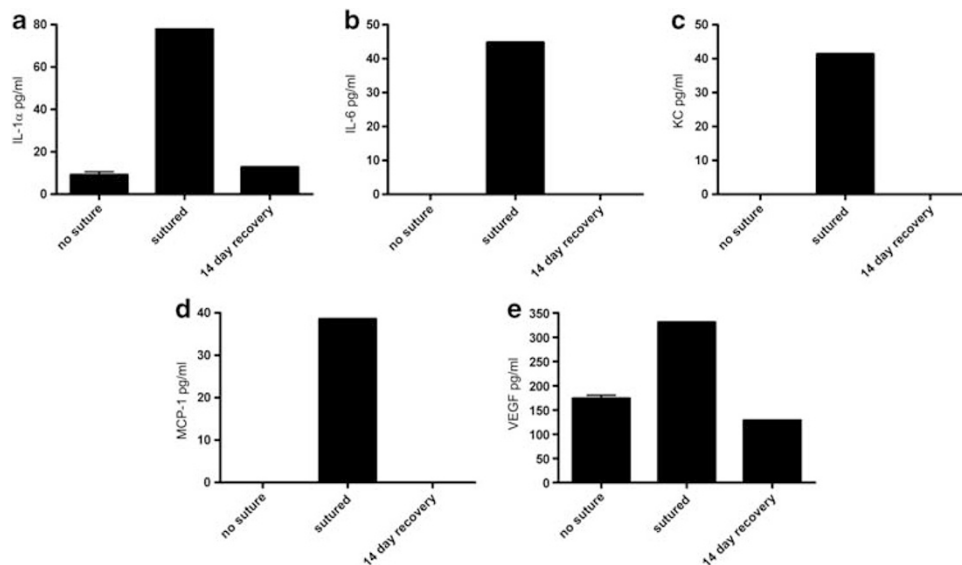 a
IL-1α pg/ml
80
60
40
20
0
no suture
sutured
14 day recovery
b
IL-6 pg/ml
50
40
30
20
10
0
no suture
sutured
14 day recovery
c
KC pg/ml
50
40
30
20
10
0
no suture
sutured
14 day recovery
d
MCP-1 pg/ml
40
30
20
10
0
no suture
sutured
14 day recovery
e
VEGF pg/ml
350
300
250
200
150
100
50
0
no suture
sutured
14 day recovery